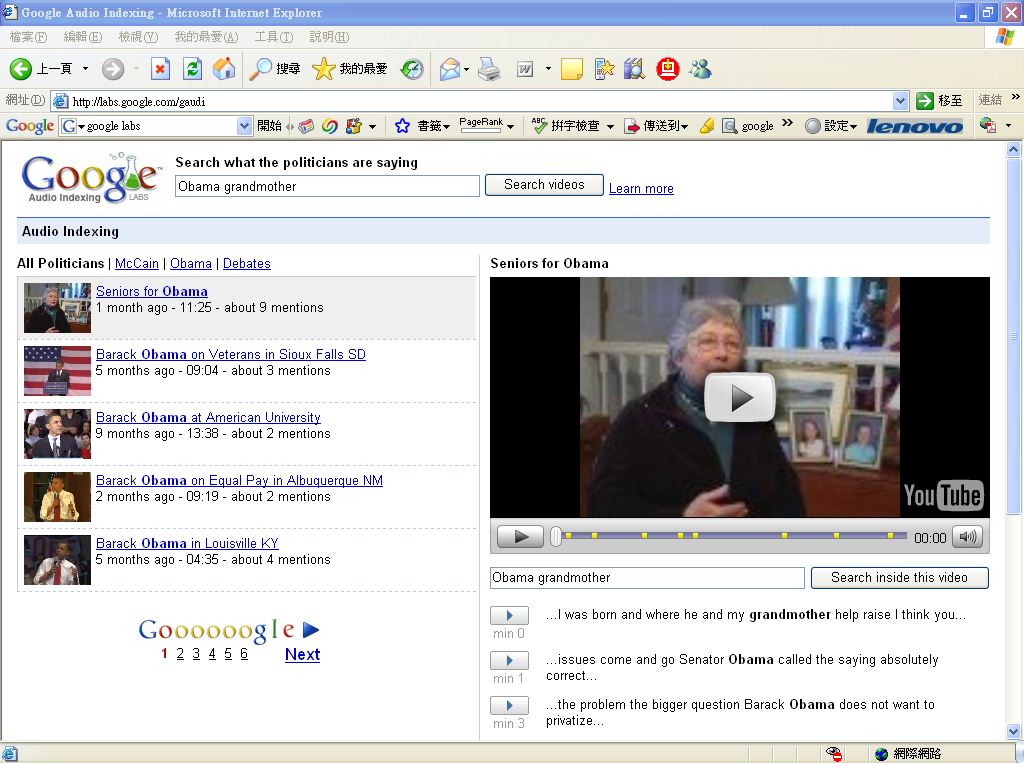 Google Audio Indexing - Microsoft Internet Explorer
檔案(F) 編輯(E) 檢視(V) 我的最愛(A) 工具(T) 說明(H)
上一頁 搜尋 我的最愛
網址(D) http://labs.google.com/gaudi 移至 連結 »
Google google labs 開始 書籤 PageRank ABC 拼字檢查 傳送到 google » 設定 lenovo
Google Audio Indexing LABS
Search what the politicians are saying
Obama grandmother Search videos Learn more
Audio Indexing
All Politicians | McCain | Obama | Debates
Seniors for Obama
1 month ago - 11:25 - about 9 mentions
Barack Obama on Veterans in Sioux Falls SD
5 months ago - 09:04 - about 3 mentions
Barack Obama at American University
9 months ago - 13:38 - about 2 mentions
Barack Obama on Equal Pay in Albuquerque NM
2 months ago - 09:19 - about 2 mentions
Barack Obama in Louisville KY
5 months ago - 04:35 - about 4 mentions
Goooooogle
1 2 3 4 5 6 Next
Seniors for Obama
YouTube
00:00
Obama grandmother Search inside this video
...I was born and where he and my grandmother help raise I think you...
min 0
...issues come and go Senator Obama called the saying absolutely
correct...
min 1
...the problem the bigger question Barack Obama does not want to
privatize...
min 3
網際網路